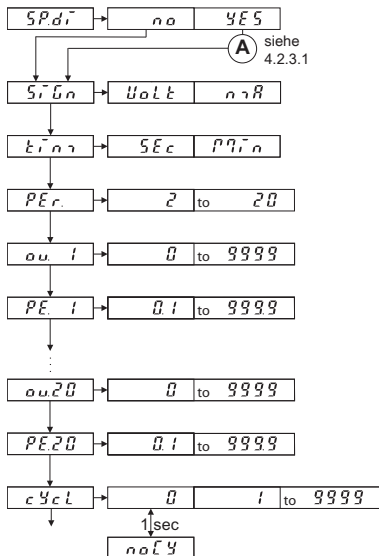 SP.di no YES
A siehe
4.2.3.1
SiGn UoLt mA
tim SEc Min
PEr. 2 to 20
ou. 1 0 to 9999
PE. 1 0.1 to 999.9
ou.20 0 to 9999
PE.20 0.1 to 999.9
cYcL 0 1 to 9999
1 sec
noCY